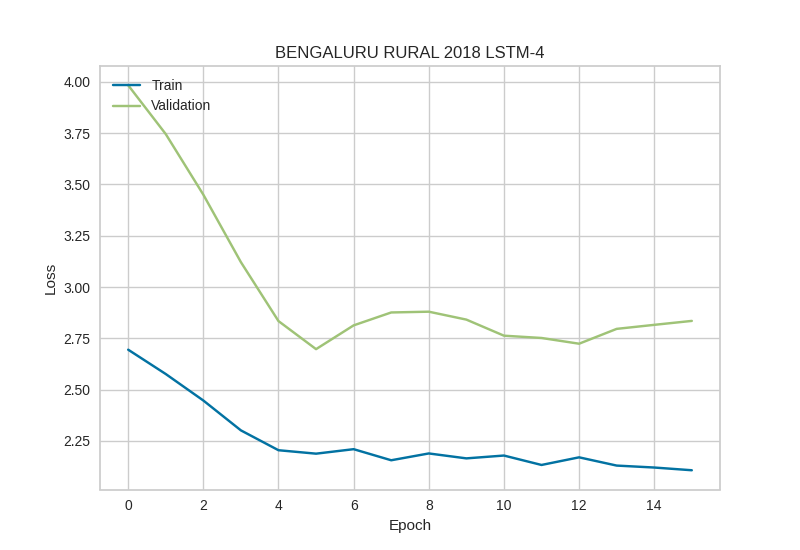 BENGALURU RURAL 2018 LSTM-4
Train
Validation
Loss
4.00
3.75
3.50
3.25
3.00
2.75
2.50
2.25
0 2 4 6 8 10 12 14
Epoch